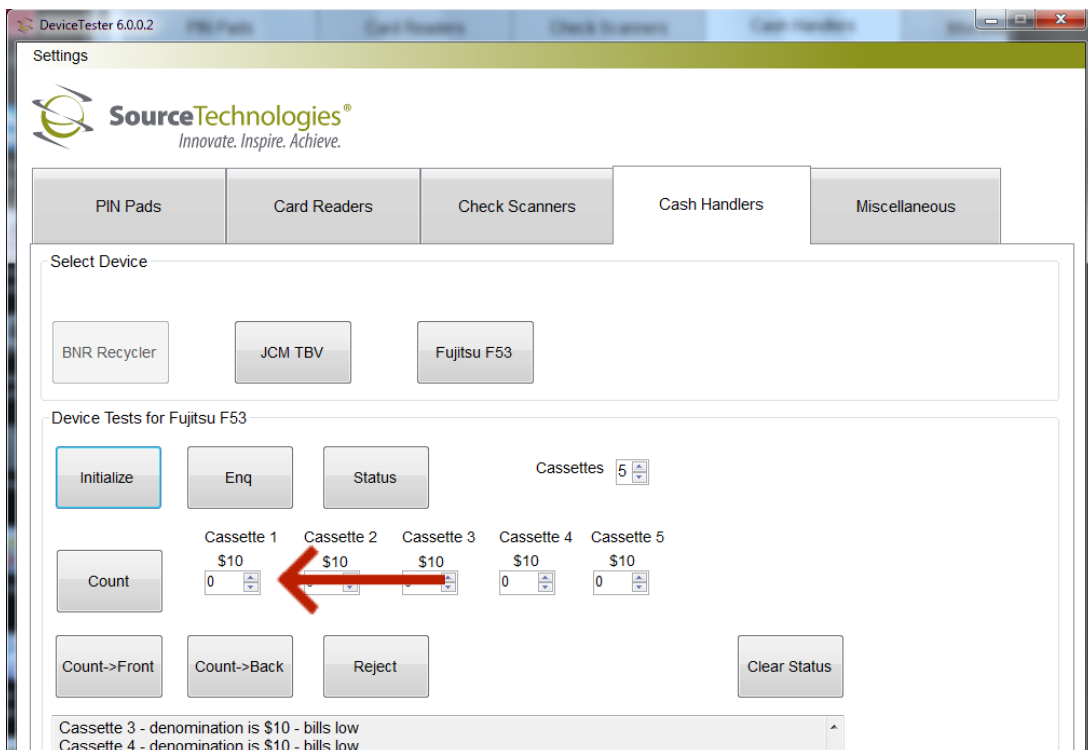 DeviceTester 6.0.0.2
Settings
SourceTechnologies®
Innovate. Inspire. Achieve.
PIN Pads Card Readers Check Scanners Cash Handlers Miscellaneous
Select Device
BNR Recycler JCM TBV Fujitsu F53
Device Tests for Fujitsu F53
Initialize Enq Status Cassettes 5
Cassette 1 Cassette 2 Cassette 3 Cassette 4 Cassette 5
$10 $10 $10 $10 $10
Count 0 0 0 0 0
Count->Front Count->Back Reject Clear Status
Cassette 3 - denomination is $10 - bills low
Cassette 4 - denomination is $10 - bills low